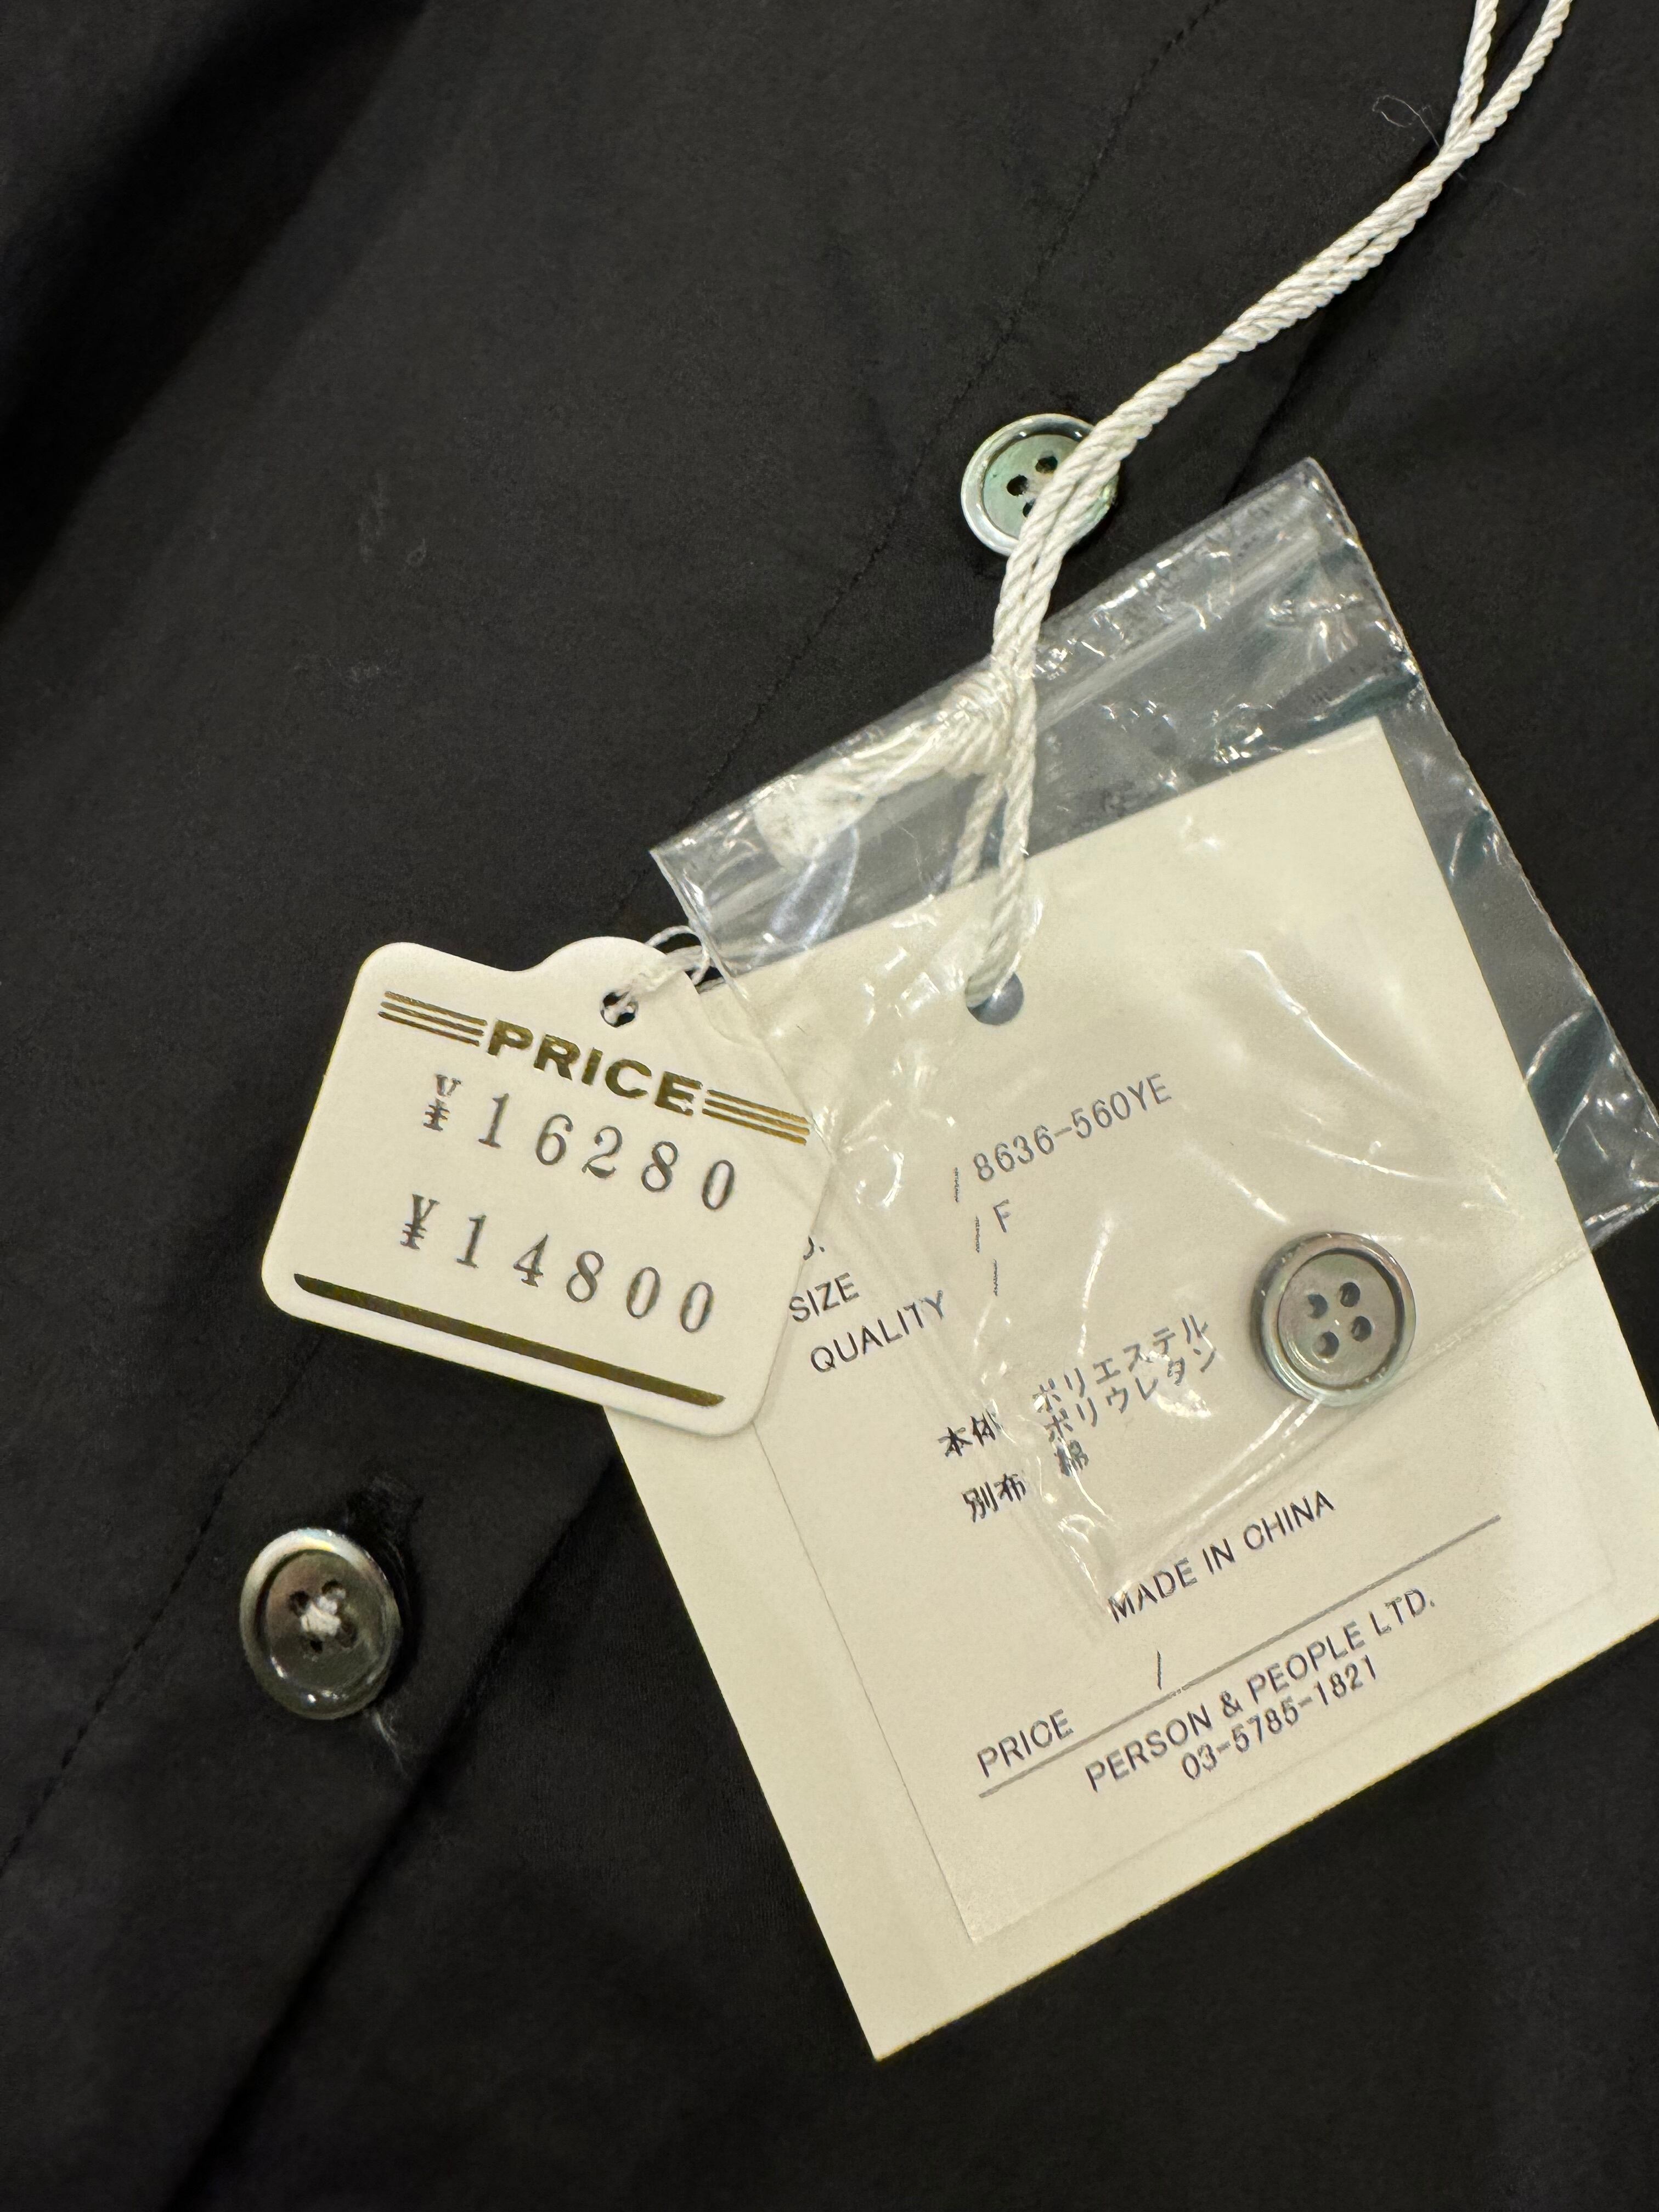 PRICE
¥16280
¥14800
/ 8636-560YE
SIZE / F
QUALITY /
本体 ポリエステル
ポリウレタン
別布 綿
MADE IN CHINA
PRICE /
PERSON & PEOPLE LTD.
03-5785-1821